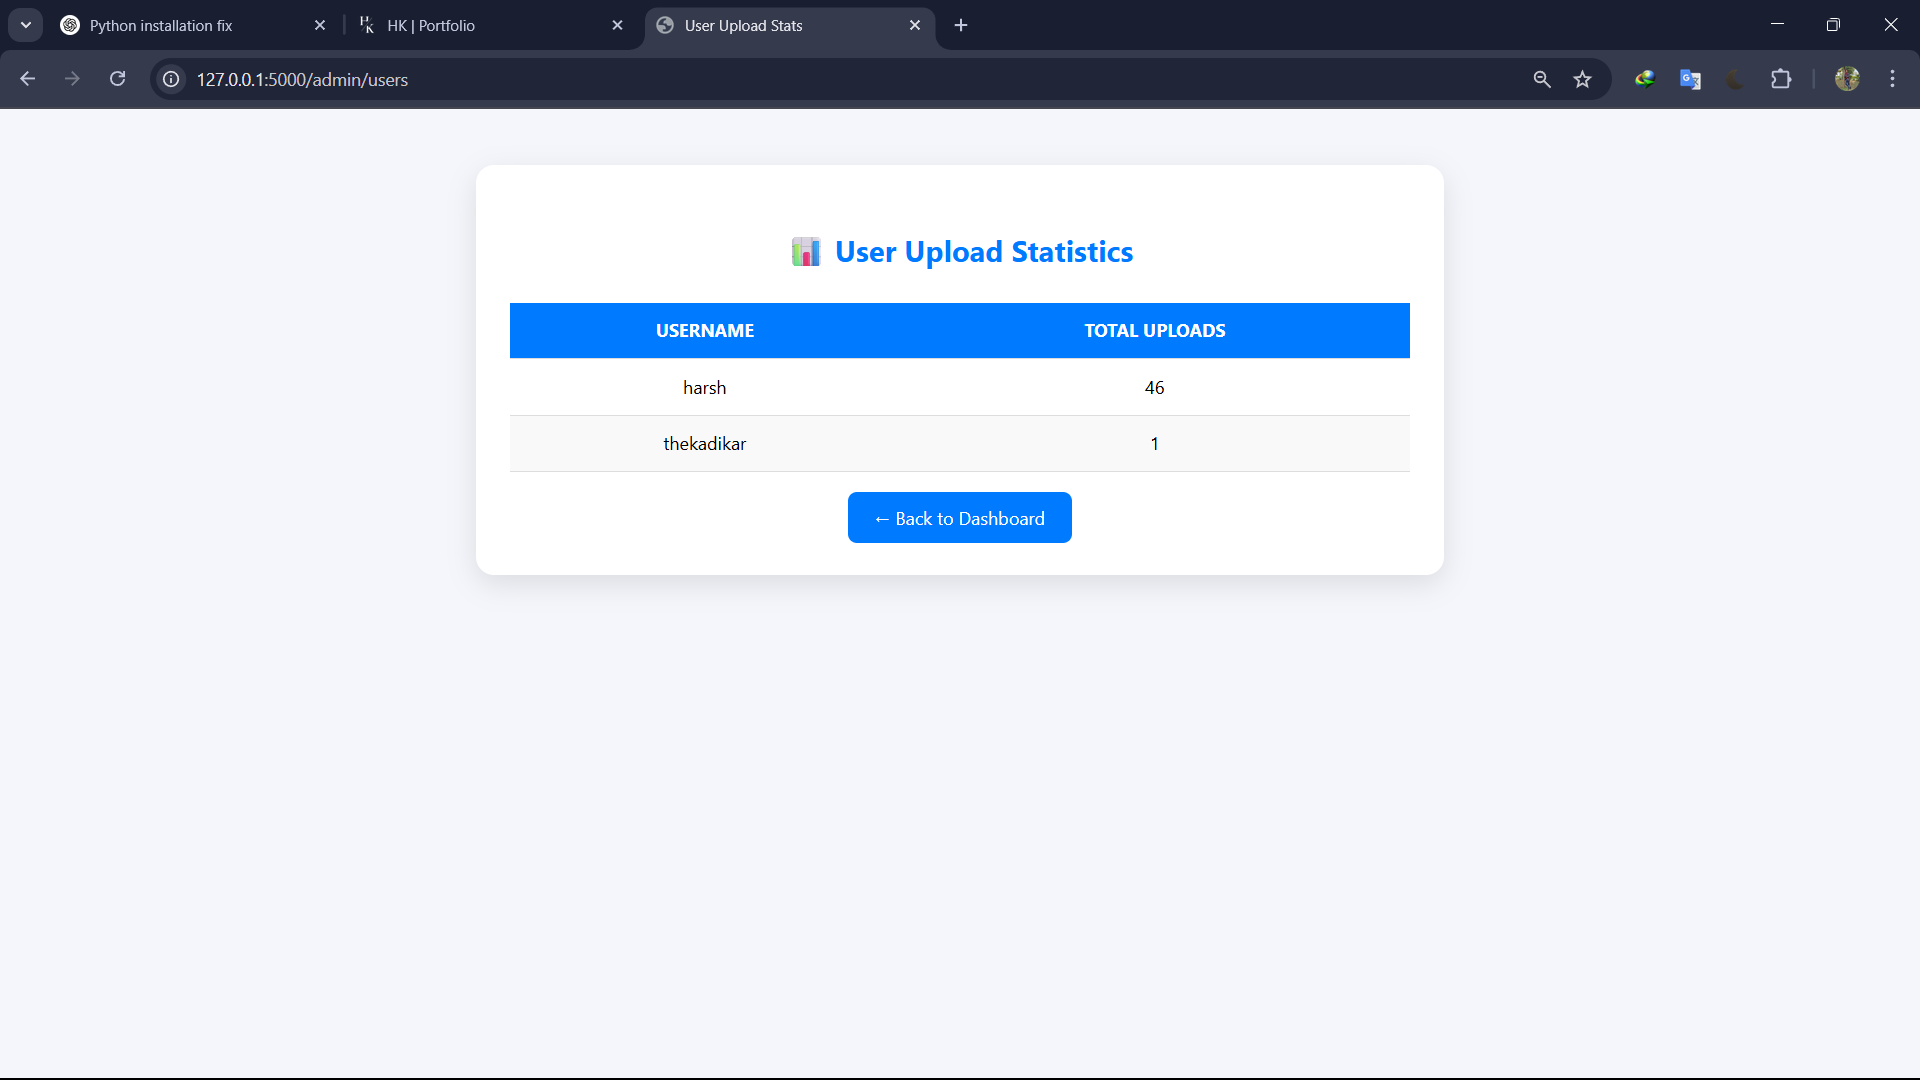 Python installation fix
HK | Portfolio
User Upload Stats
127.0.0.1:5000/admin/users
User Upload Statistics
USERNAME TOTAL UPLOADS
harsh 46
thekadikar 1
← Back to Dashboard